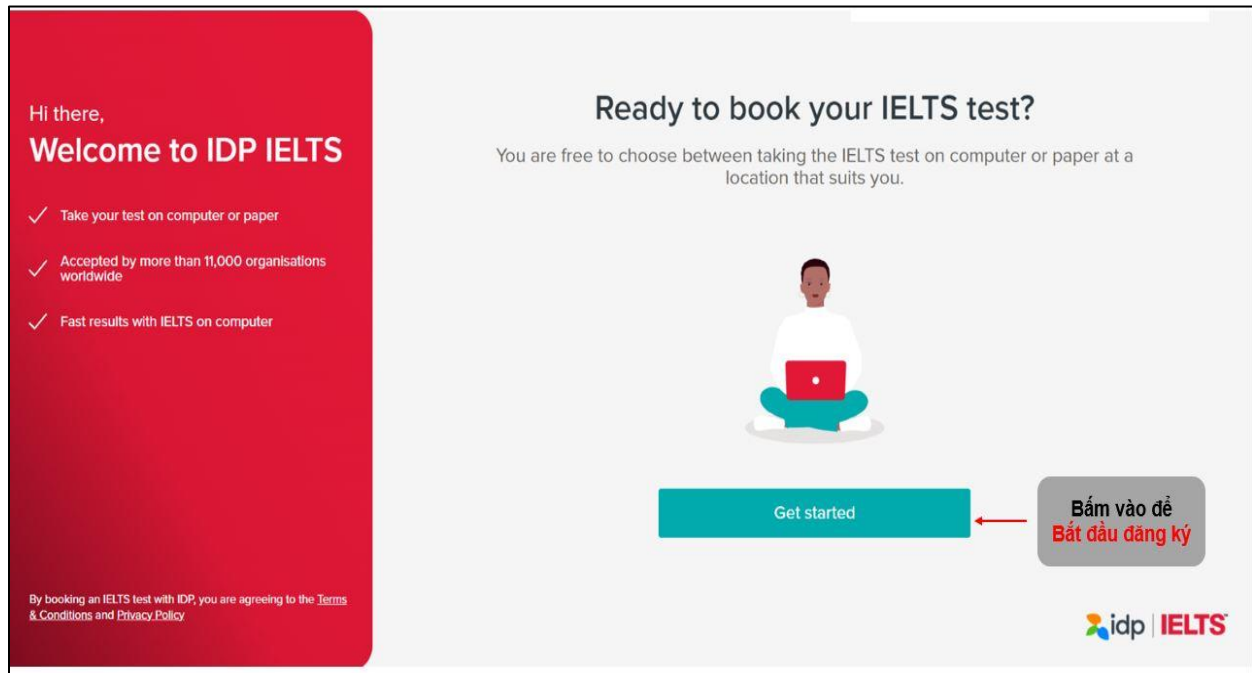 Hi there,
Welcome to IDP IELTS
Take your test on computer or paper
Accepted by more than 11,000 organisations
worldwide
Fast results with IELTS on computer
By booking an IELTS test with IDP, you are agreeing to the Terms
& Conditions and Privacy Policy
Ready to book your IELTS test?
You are free to choose between taking the IELTS test on computer or paper at a
location that suits you.
Get started
Bấm vào để
Bắt đầu đăng ký
idp | IELTS™